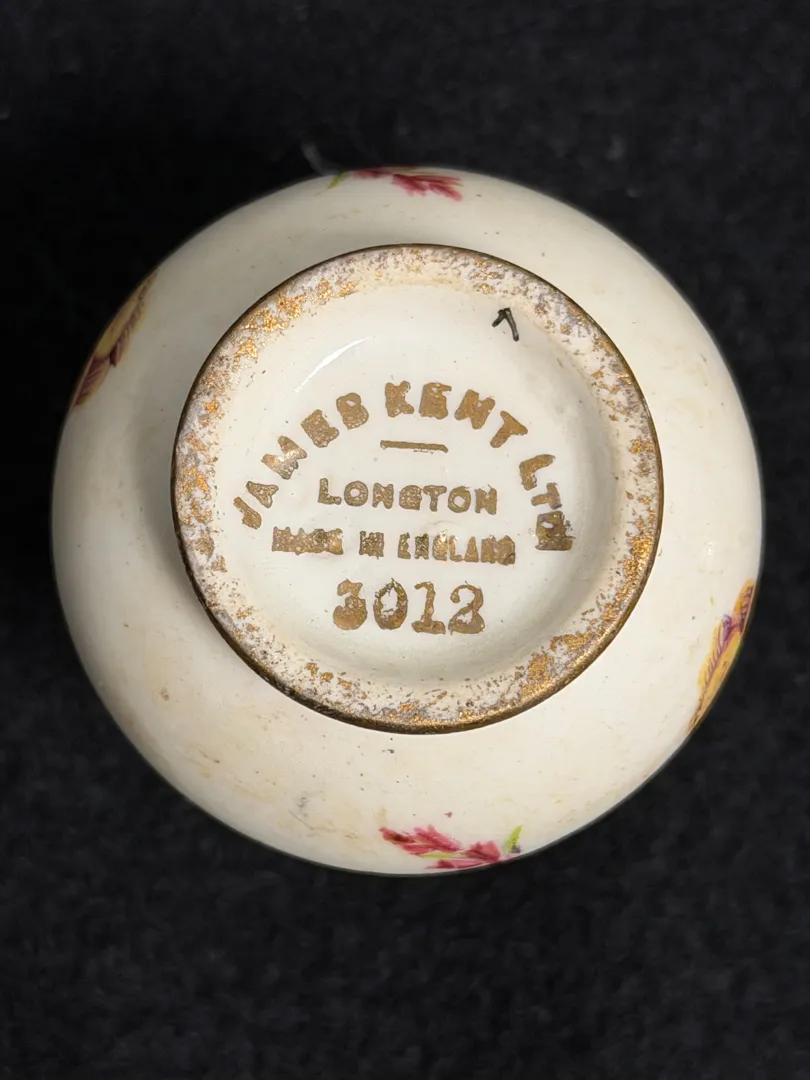 JAMES KENT LTD
LONGTON
MADE IN ENGLAND
3012